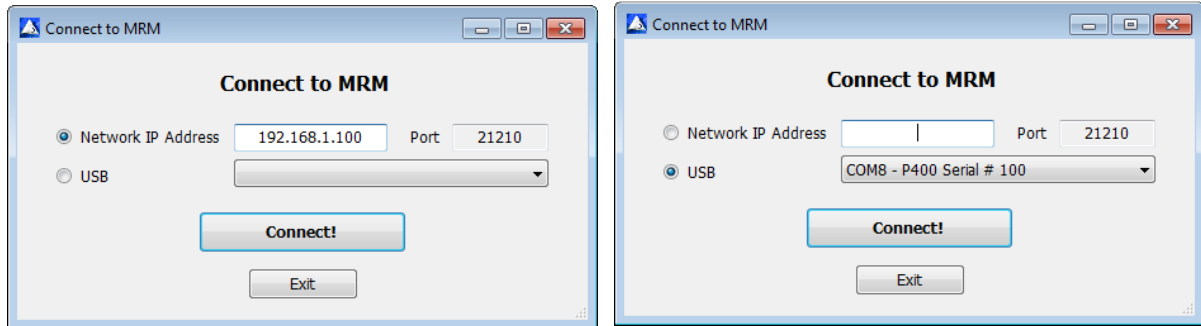 Connect to MRM
Connect to MRM
Network IP Address 192.168.1.100 Port 21210
USB
Connect!
Exit
Connect to MRM
Connect to MRM
Network IP Address Port 21210
USB COM8 - P400 Serial # 100
Connect!
Exit